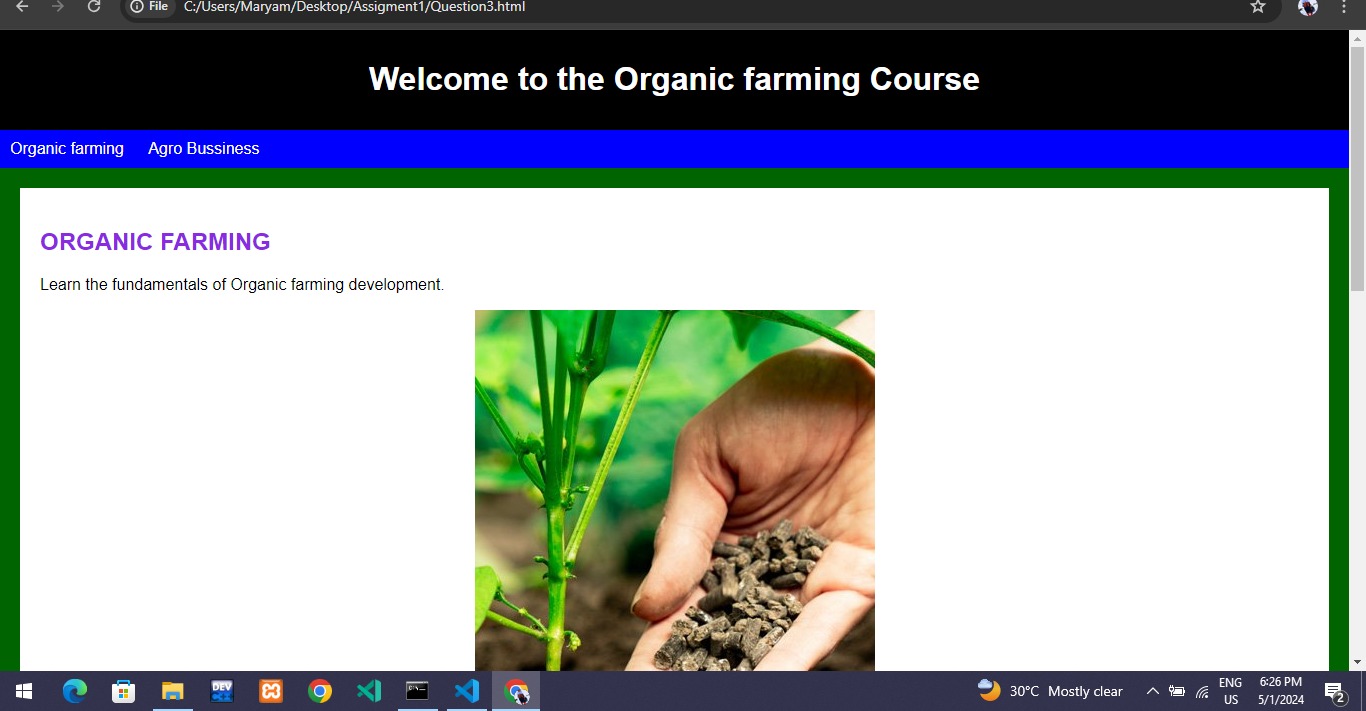 File C:/Users/Maryam/Desktop/Assigment1/Question3.html
Welcome to the Organic farming Course
Organic farming Agro Bussiness
ORGANIC FARMING
Learn the fundamentals of Organic farming development.
DEV
30°C Mostly clear
ENG
US
6:26 PM
5/1/2024
2